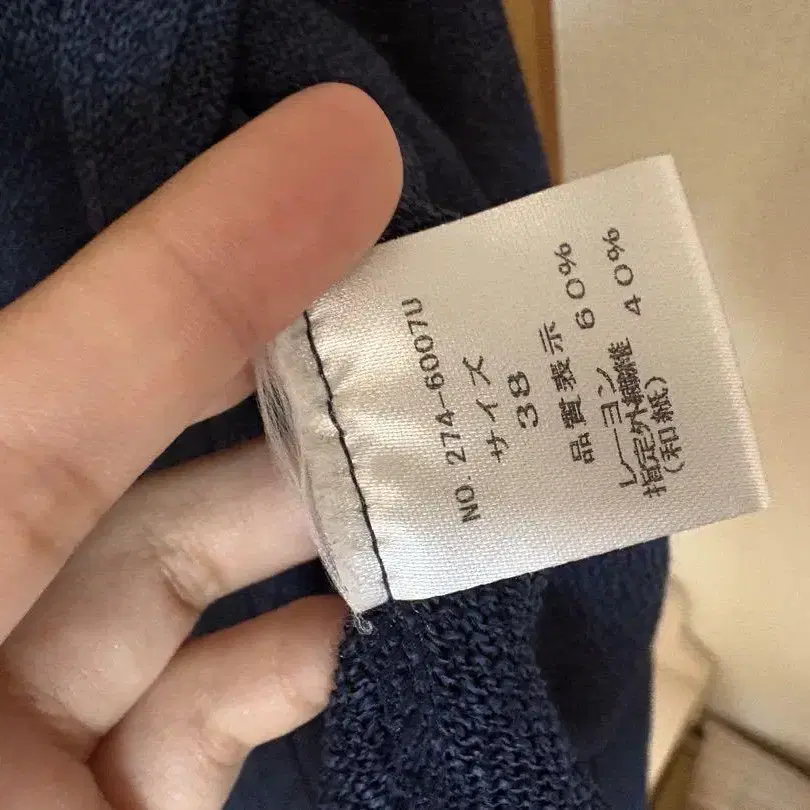 NO. 274-6007U
サイズ
38
品質表示
レーヨン 60%
指定外繊維 40%
(和紙)